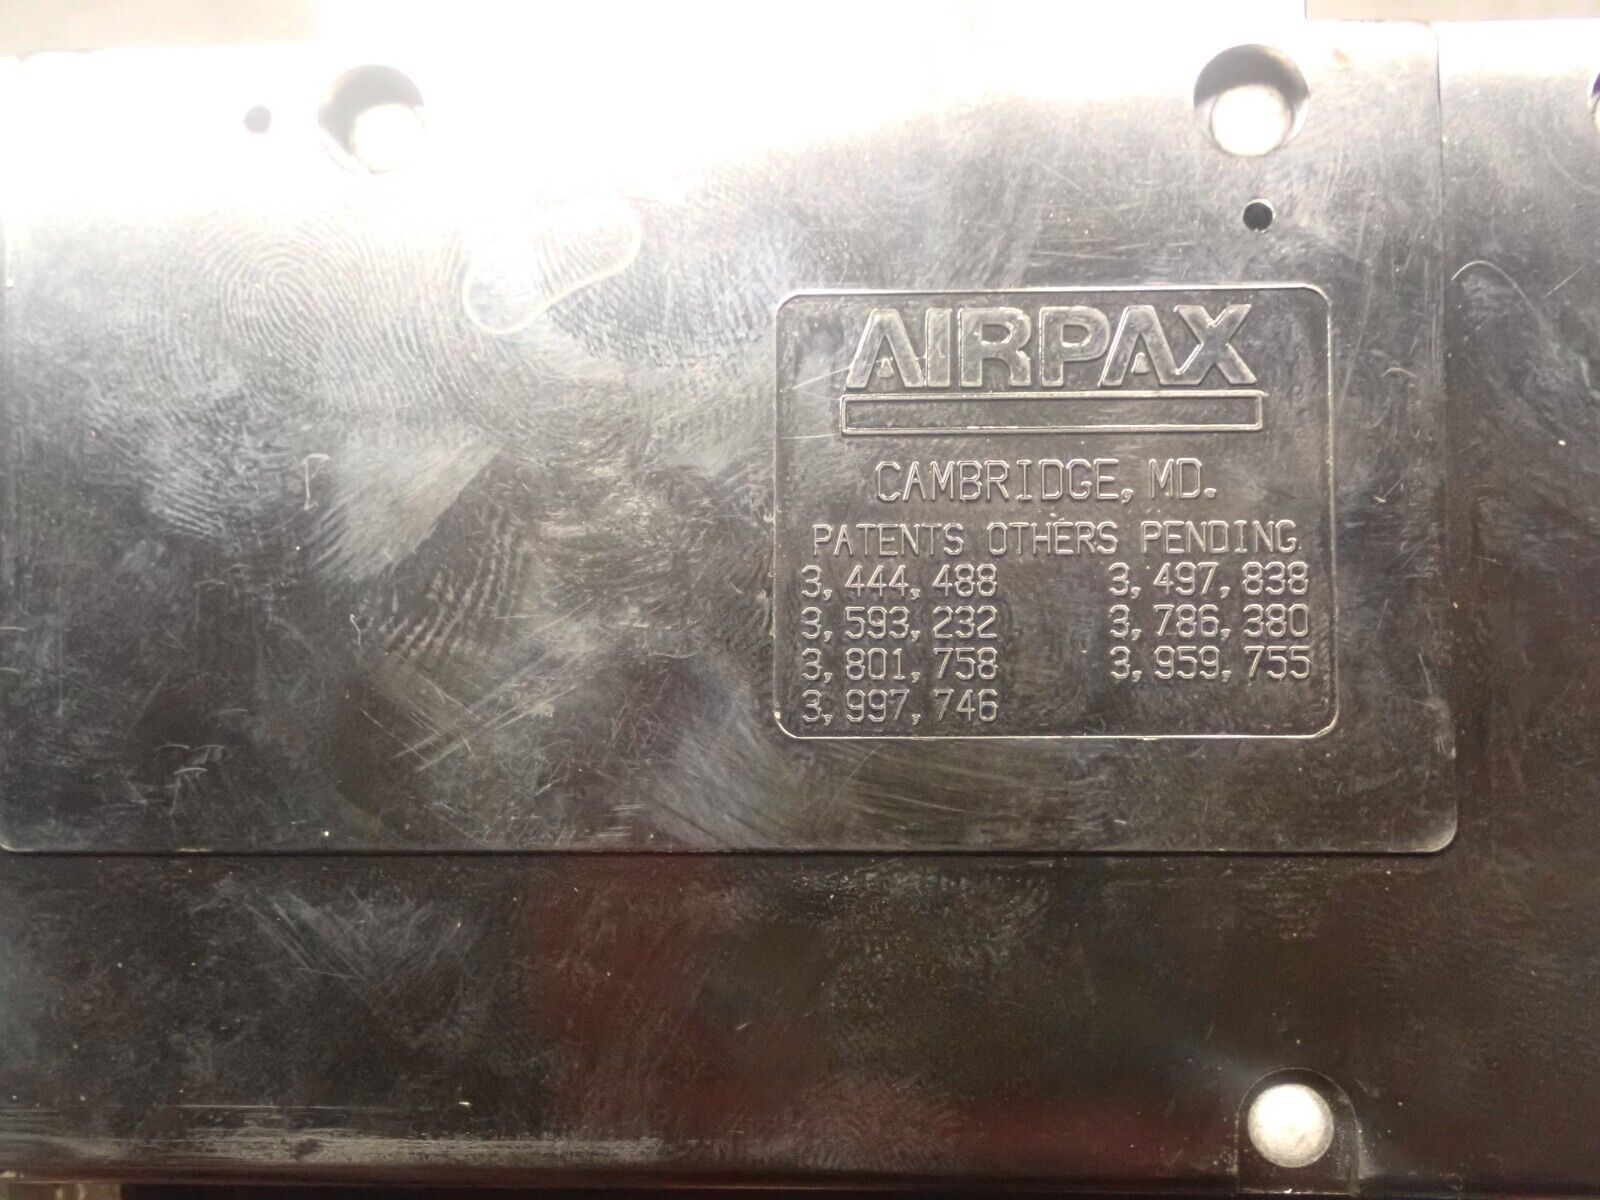 AIRPAX
CAMBRIDGE, MD.
PATENTS OTHERS PENDING
3,444,488 3,497,838
3,593,232 3,786,380
3,801,758 3,959,755
3,997,746